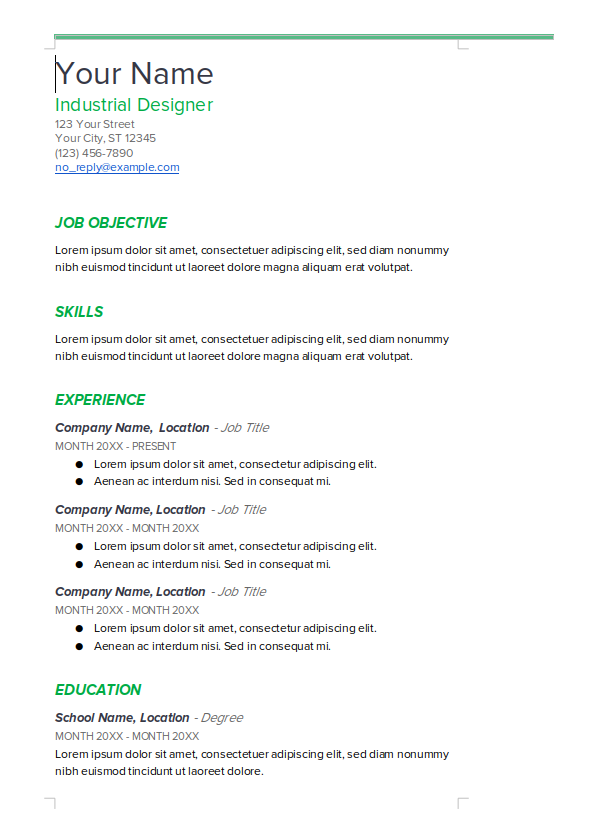 Your Name
Industrial Designer
123 Your Street
Your City, ST 12345
(123) 456-7890
no_reply@example.com
JOB OBJECTIVE
Lorem ipsum dolor sit amet, consectetuer adipiscing elit, sed diam nonummy
nibh euismod tincidunt ut laoreet dolore magna aliquam erat volutpat.
SKILLS
Lorem ipsum dolor sit amet, consectetuer adipiscing elit, sed diam nonummy
nibh euismod tincidunt ut laoreet dolore magna aliquam erat volutpat.
EXPERIENCE
Company Name, Location - Job Title
MONTH 20XX - PRESENT
● Lorem ipsum dolor sit amet, consectetur adipiscing elit.
● Aenean ac interdum nisi. Sed in consequat mi.
Company Name, Location - Job Title
MONTH 20XX - MONTH 20XX
● Lorem ipsum dolor sit amet, consectetur adipiscing elit.
● Aenean ac interdum nisi. Sed in consequat mi.
Company Name, Location - Job Title
MONTH 20XX - MONTH 20XX
● Lorem ipsum dolor sit amet, consectetur adipiscing elit.
● Aenean ac interdum nisi. Sed in consequat mi.
EDUCATION
School Name, Location - Degree
MONTH 20XX - MONTH 20XX
Lorem ipsum dolor sit amet, consectetuer adipiscing elit, sed diam nonummy
nibh euismod tincidunt ut laoreet dolore.